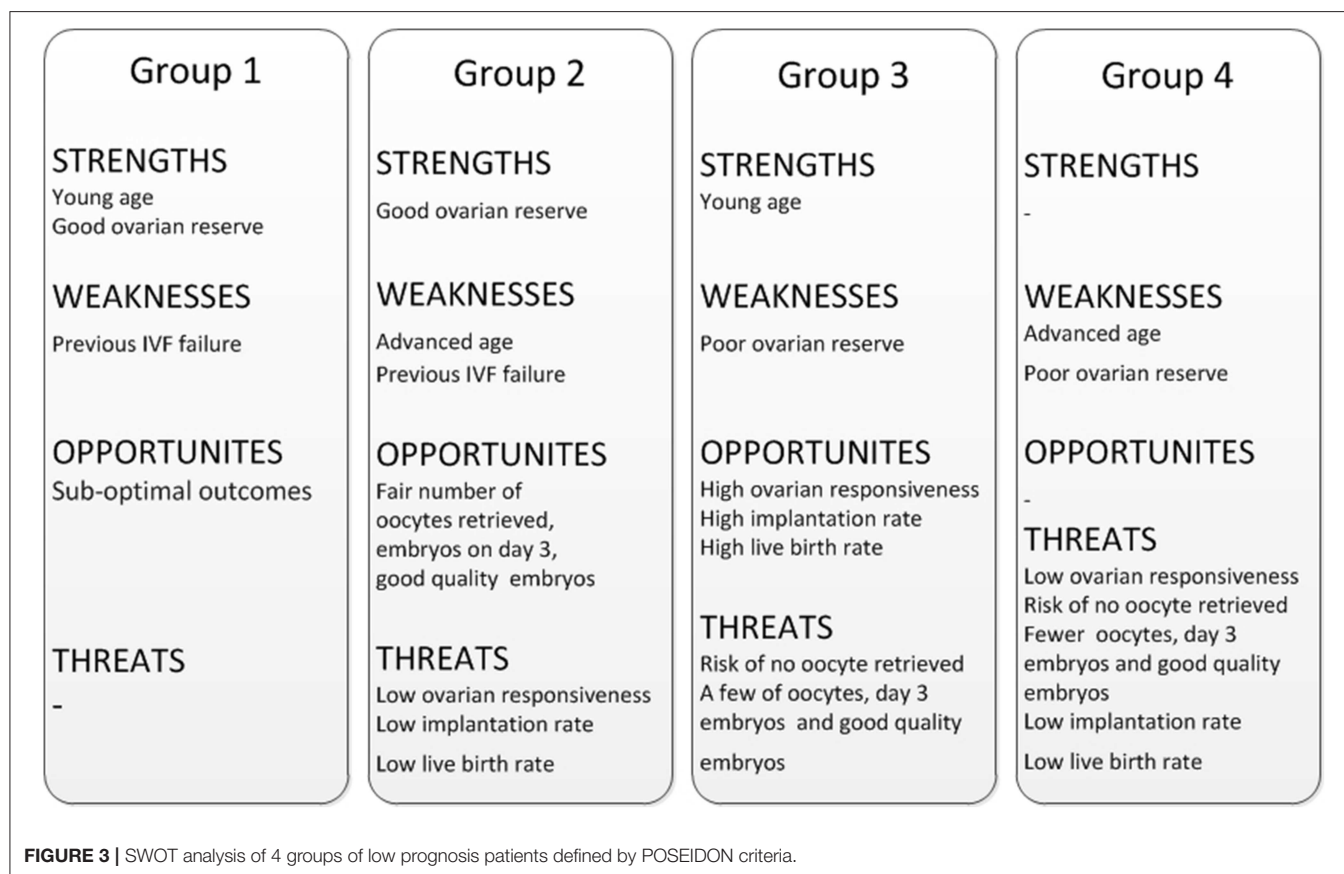 Group 1
STRENGTHS
Young age
Good ovarian reserve
WEAKNESSES
Previous IVF failure
OPPORTUNITES
Sub-optimal outcomes
THREATS
-
Group 2
STRENGTHS
Good ovarian reserve
WEAKNESSES
Advanced age
Previous IVF failure
OPPORTUNITES
Fair number of
oocytes retrieved,
embryos on day 3,
good quality embryos
THREATS
Low ovarian responsiveness
Low implantation rate
Low live birth rate
Group 3
STRENGTHS
Young age
WEAKNESSES
Poor ovarian reserve
OPPORTUNITES
High ovarian responsiveness
High implantation rate
High live birth rate
THREATS
Risk of no oocyte retrieved
A few of oocytes, day 3
embryos and good quality
embryos
Group 4
STRENGTHS
-
WEAKNESSES
Advanced age
Poor ovarian reserve
OPPORTUNITES
-
THREATS
Low ovarian responsiveness
Risk of no oocyte retrieved
Fewer oocytes, day 3
embryos and good quality
embryos
Low implantation rate
Low live birth rate
FIGURE 3 | SWOT analysis of 4 groups of low prognosis patients defined by POSEIDON criteria.